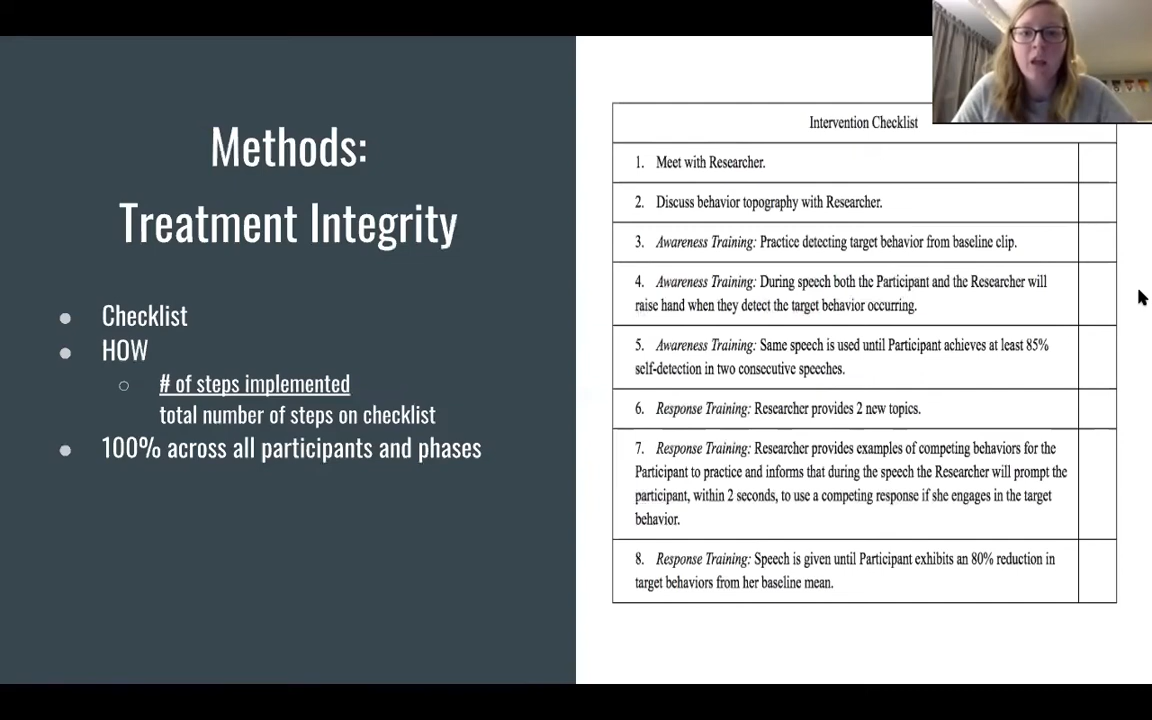 Methods:
Treatment Integrity
● Checklist
● HOW
○ # of steps implemented
total number of steps on checklist
● 100% across all participants and phases
Intervention Checklist
1. Meet with Researcher.
2. Discuss behavior topography with Researcher.
3. Awareness Training: Practice detecting target behavior from baseline clip.
4. Awareness Training: During speech both the Participant and the Researcher will
raise hand when they detect the target behavior occurring.
5. Awareness Training: Same speech is used until Participant achieves at least 85%
self-detection in two consecutive speeches.
6. Response Training: Researcher provides 2 new topics.
7. Response Training: Researcher provides examples of competing behaviors for the
Participant to practice and informs that during the speech the Researcher will prompt the
participant, within 2 seconds, to use a competing response if she engages in the target
behavior.
8. Response Training: Speech is given until Participant exhibits an 80% reduction in
target behaviors from her baseline mean.